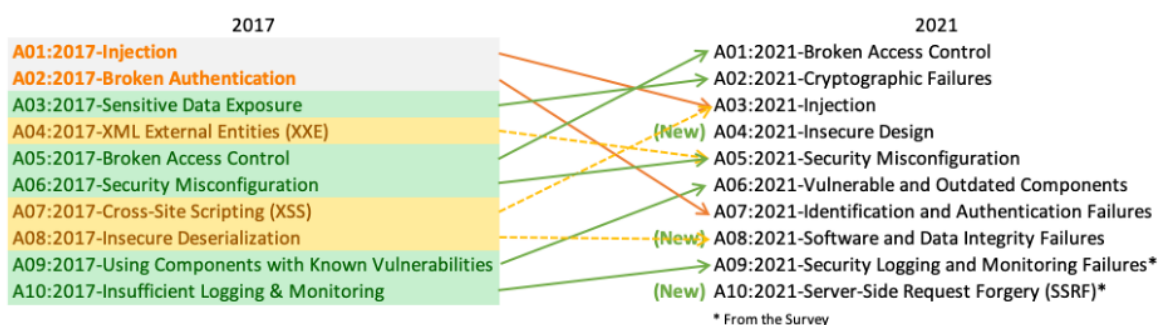 2017
2021
A01:2017-Injection
A02:2017-Broken Authentication
A03:2017-Sensitive Data Exposure
A04:2017-XML External Entities (XXE)
A05:2017-Broken Access Control
A06:2017-Security Misconfiguration
A07:2017-Cross-Site Scripting (XSS)
A08:2017-Insecure Deserialization
A09:2017-Using Components with Known Vulnerabilities
A10:2017-Insufficient Logging & Monitoring
A01:2021-Broken Access Control
A02:2021-Cryptographic Failures
A03:2021-Injection
(New) A04:2021-Insecure Design
A05:2021-Security Misconfiguration
A06:2021-Vulnerable and Outdated Components
A07:2021-Identification and Authentication Failures
(New) A08:2021-Software and Data Integrity Failures
A09:2021-Security Logging and Monitoring Failures*
(New) A10:2021-Server-Side Request Forgery (SSRF)*
* From the Survey